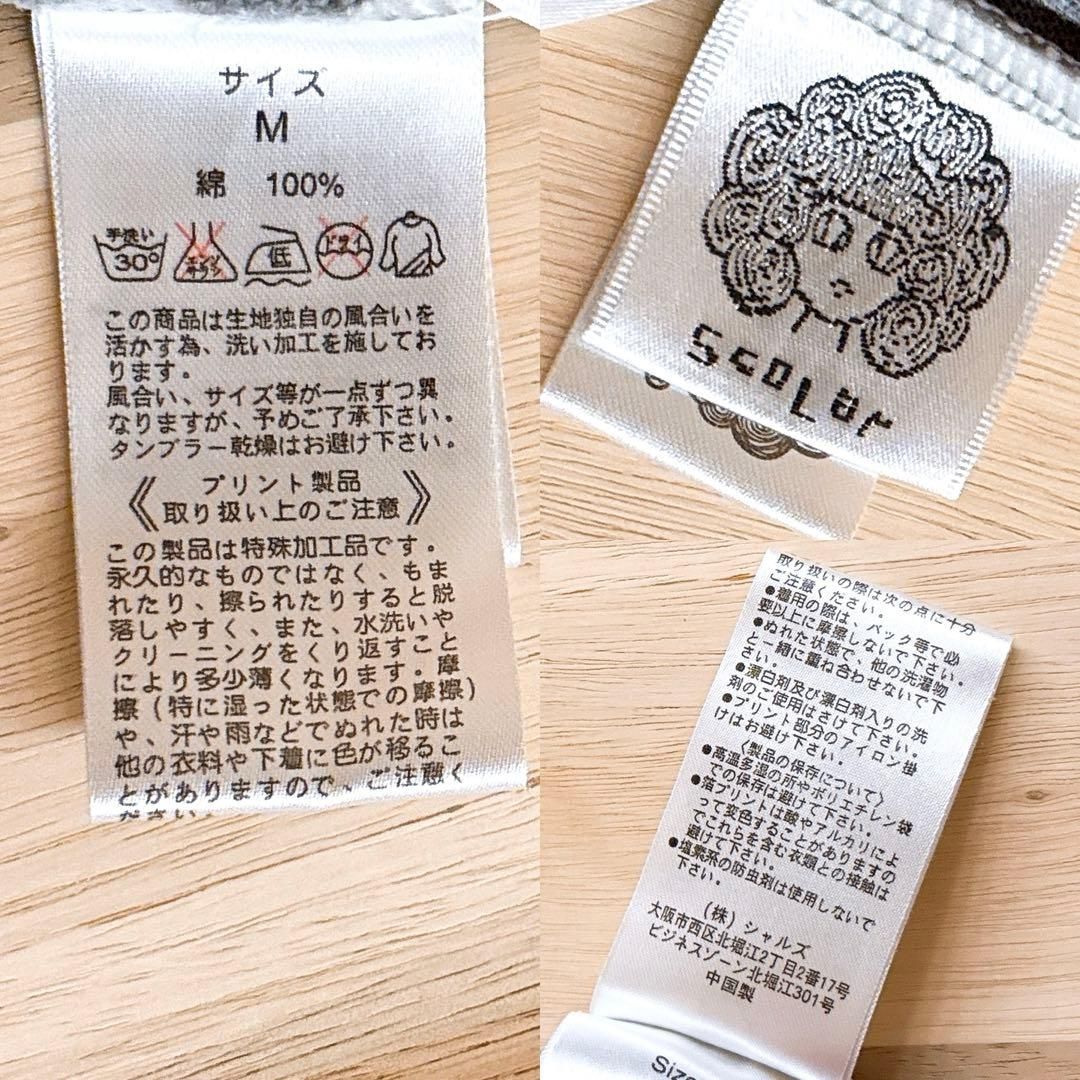 サイズ
M
綿 100%
手洗い
30°
低
ドライ
この商品は生地独自の風合いを
活かす為、洗い加工を施してお
ります。
風合い、サイズ等が一点ずつ異
なりますが、予めご了承下さい。
タンブラー乾燥はお避け下さい。
《プリント製品
取り扱い上のご注意》
この製品は特殊加工品です。
永久的なものではなく、もま
れたり、擦られたりすると脱
落しやすく、また、水洗いや
クリーニングをくり返すこと
により多少薄くなります。摩
擦(特に湿った状態での摩擦)
や、汗や雨などでぬれた時は
他の衣料や下着に色が移るこ
とがありますので、ご注意く
ださい。
scolar
取り扱いの際は次の点に十分
ご注意ください。
●着用の際は、バック等で必
要以上に摩擦しないで下さい。
●ぬれた状態で、他の洗濯物
と一緒に重ね合わせないで下
さい。
●漂白剤及び漂白剤入りの洗
剤のご使用はさけて下さい。
●プリント部分のアイロン掛
けはお避け下さい。
〈製品の保存について〉
●高温多湿の所やポリエチレン袋
での保存は避けて下さい。
●箔プリントは酸やアルカリによ
って変色することがありますの
でこれらを含む衣類との接触は
避けて下さい。
●塩素系の防虫剤は使用しないで
下さい。
(株)シャルズ
大阪市西区北堀江2丁目2番17号
ビジネスゾーン北堀江301号
中国製
Size